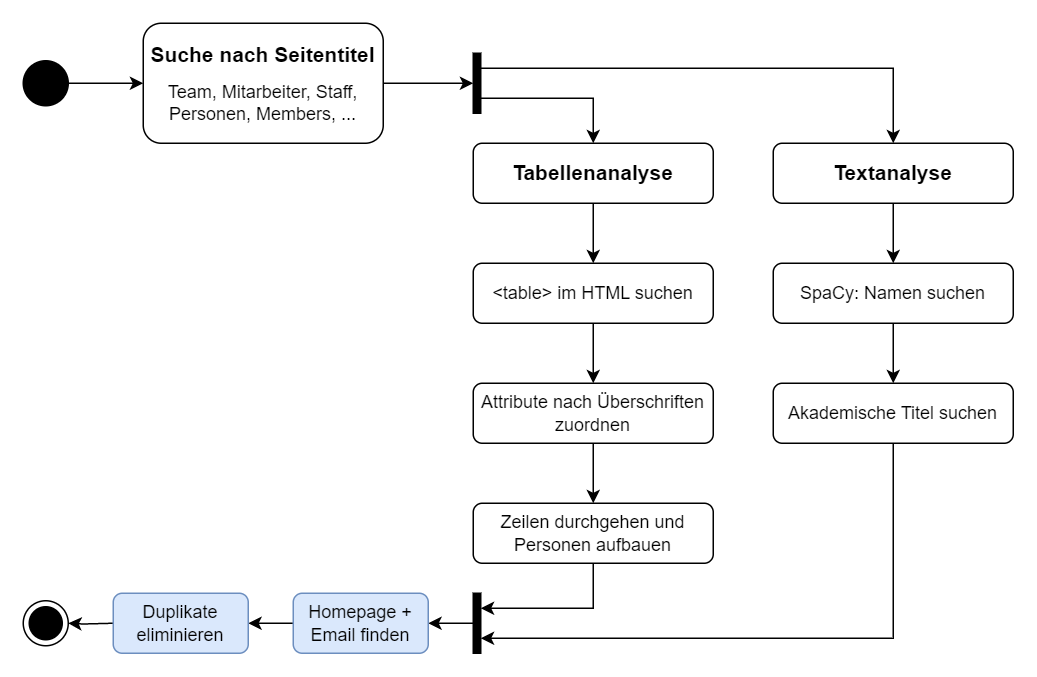 Suche nach Seitentitel
Team, Mitarbeiter, Staff,
Personen, Members, ...
Tabellenanalyse
Textanalyse
<table> im HTML suchen
SpaCy: Namen suchen
Attribute nach Überschriften
zuordnen
Akademische Titel suchen
Zeilen durchgehen und
Personen aufbauen
Duplikate
eliminieren
Homepage +
Email finden